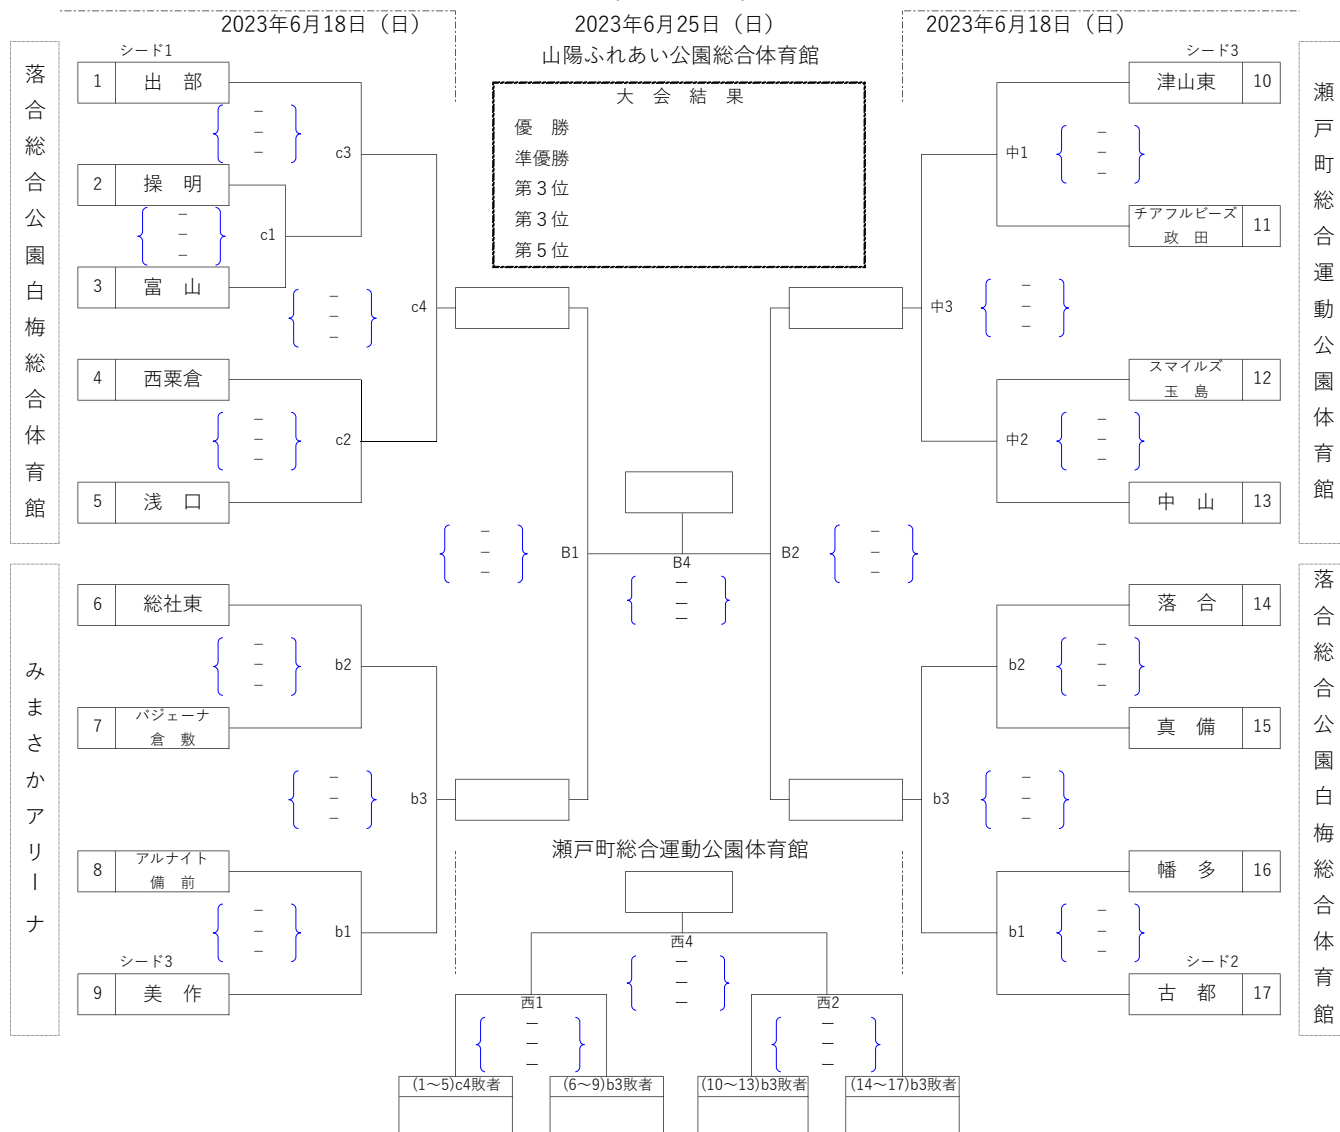 2023年6月18日（日）
2023年6月25日（日）
2023年6月18日（日）
山陽ふれあい公園総合体育館
大　会　結　果
優　勝
準優勝
第３位
第３位
第５位
落合総合公園白梅総合体育館
シード1
1 出　部
c3
2 操　明
c1
3 富　山
c4
4 西粟倉
c2
5 浅　口
みまさかアリーナ
6 総社東
b2
7 バジェーナ
倉　敷
b3
8 アルナイト
備　前
b1
シード3
9 美　作
B1
B4
B2
瀬戸町総合運動公園体育館
シード3
津山東 10
中1
チアフルビーズ
政　田 11
中3
スマイルズ
玉　島 12
中2
中　山 13
落合総合公園白梅総合体育館
落　合 14
b2
真　備 15
b3
幡　多 16
b1
シード2
古　都 17
瀬戸町総合運動公園体育館
西4
西1
西2
(1〜5)c4敗者
(6〜9)b3敗者
(10〜13)b3敗者
(14〜17)b3敗者